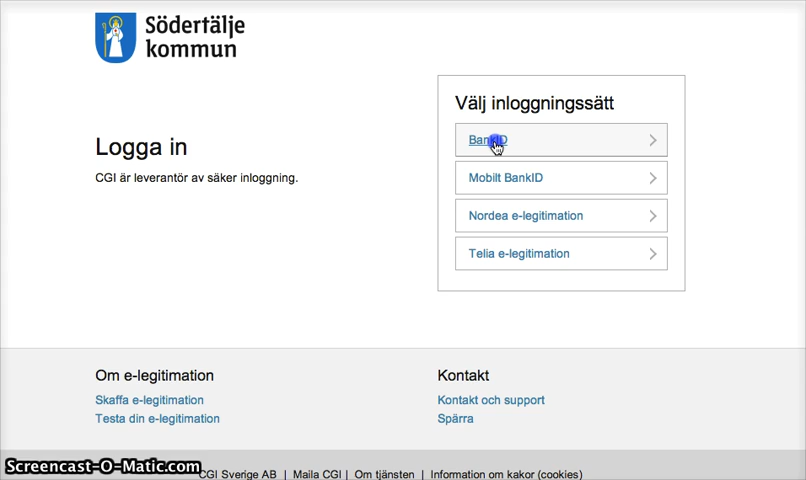 Södertälje
kommun
Logga in
CGI är leverantör av säker inloggning.
Välj inloggningssätt
BankID
Mobilt BankID
Nordea e-legitimation
Telia e-legitimation
Om e-legitimation
Skaffa e-legitimation
Testa din e-legitimation
Kontakt
Kontakt och support
Spärra
Screencast-O-Matic.com
CGI Sverige AB | Maila CGI | Om tjänsten | Information om kakor (cookies)